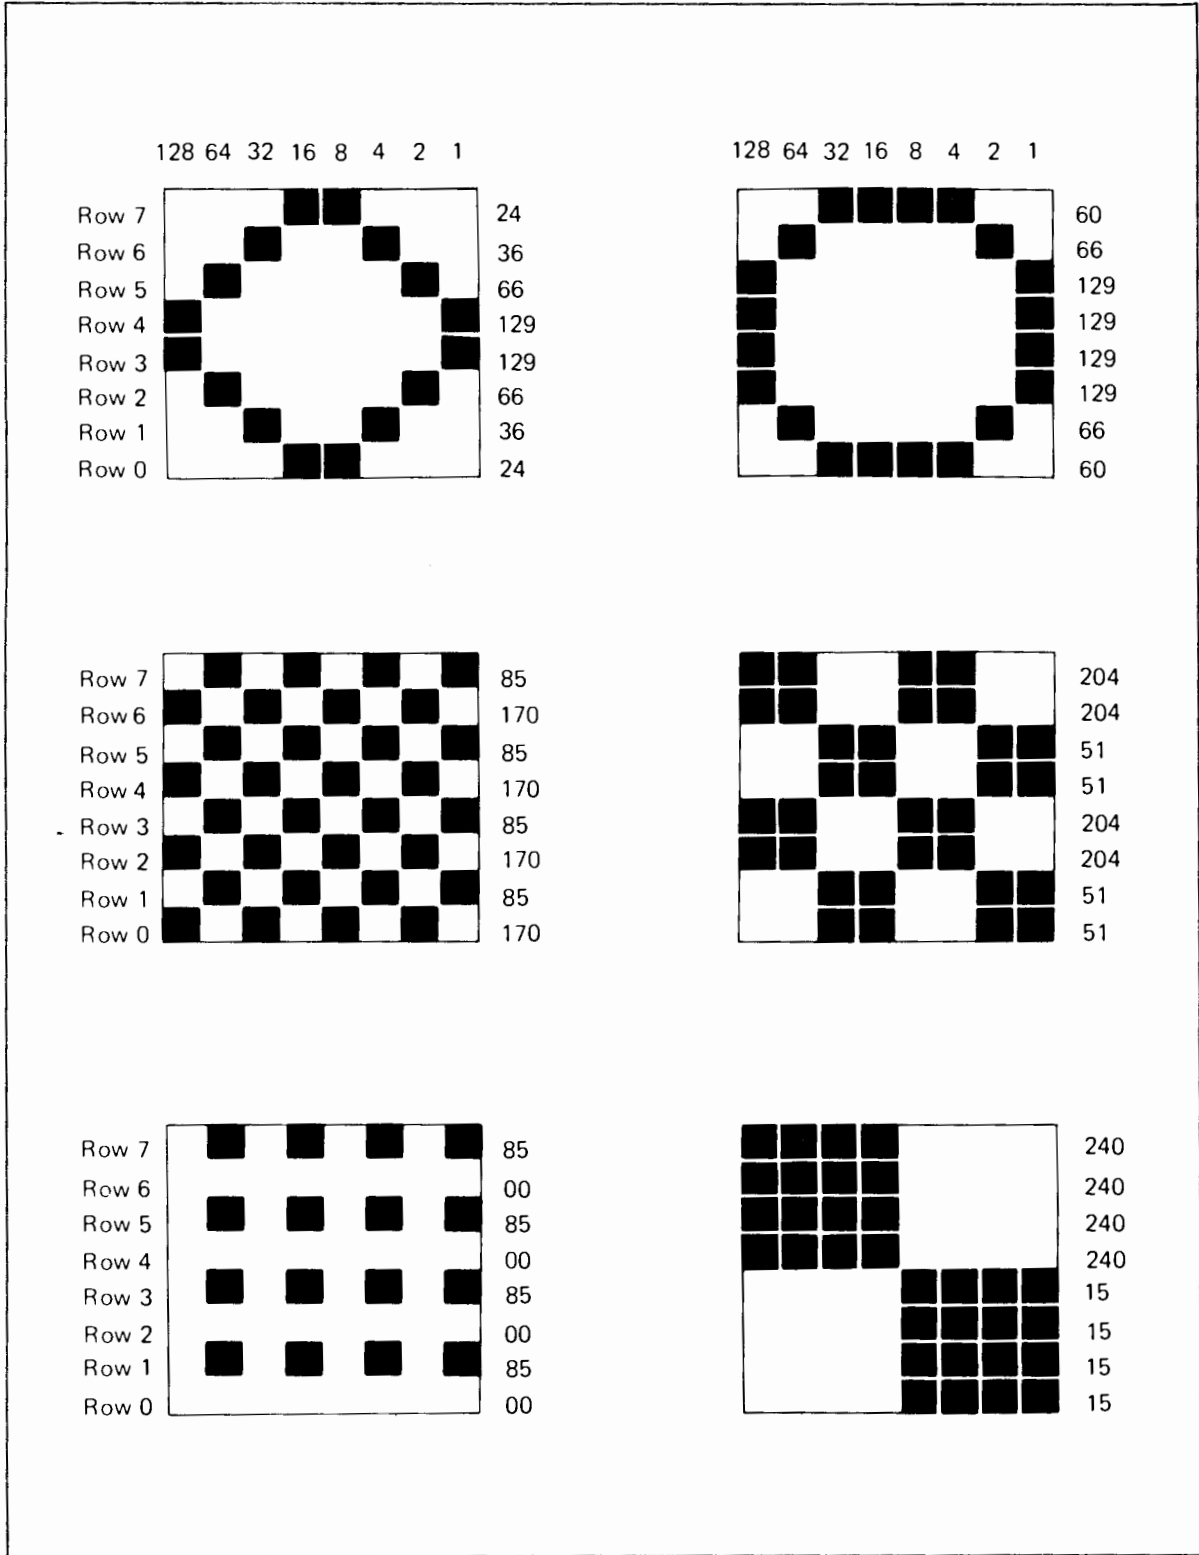 128 64 32 16 8 4 2 1
Row 7 24
Row 6 36
Row 5 66
Row 4 129
Row 3 129
Row 2 66
Row 1 36
Row 0 24
128 64 32 16 8 4 2 1
60
66
129
129
129
129
66
60
Row 7 85
Row 6 170
Row 5 85
Row 4 170
Row 3 85
Row 2 170
Row 1 85
Row 0 170
204
204
51
51
204
204
51
51
Row 7 85
Row 6 00
Row 5 85
Row 4 00
Row 3 85
Row 2 00
Row 1 85
Row 0 00
240
240
240
240
15
15
15
15